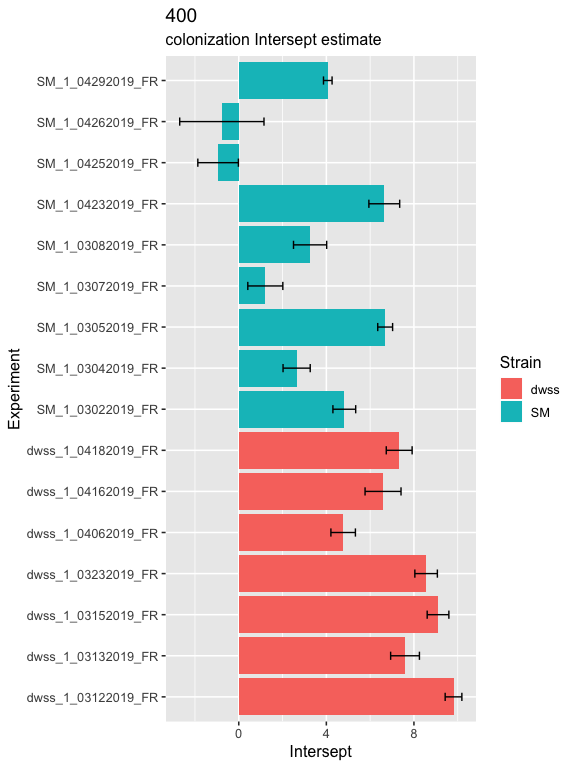 400
colonization Intersept estimate
SM_1_04292019_FR
SM_1_04262019_FR
SM_1_04252019_FR
SM_1_04232019_FR
SM_1_03082019_FR
SM_1_03072019_FR
SM_1_03052019_FR
SM_1_03042019_FR
SM_1_03022019_FR
dwss_1_04182019_FR
dwss_1_04162019_FR
dwss_1_04062019_FR
dwss_1_03232019_FR
dwss_1_03152019_FR
dwss_1_03132019_FR
dwss_1_03122019_FR
Experiment
0 4 8
Intersept
Strain
dwss
SM